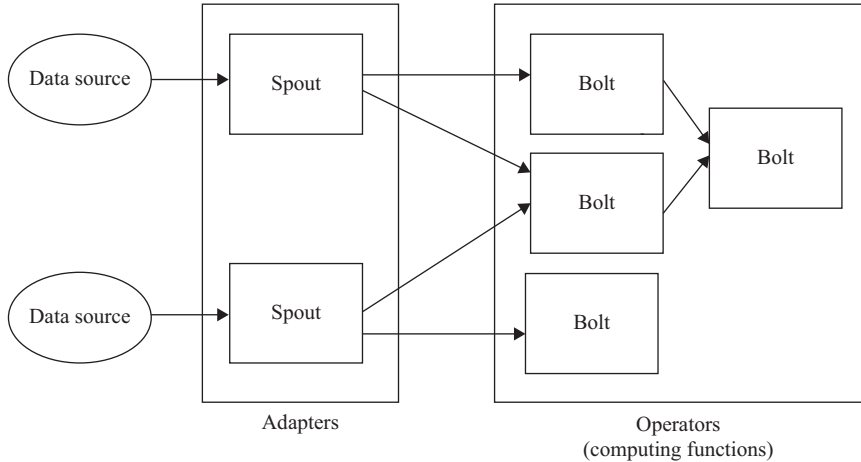 Data source
Spout
Bolt
Bolt
Bolt
Data source
Spout
Bolt
Adapters
Operators
(computing functions)